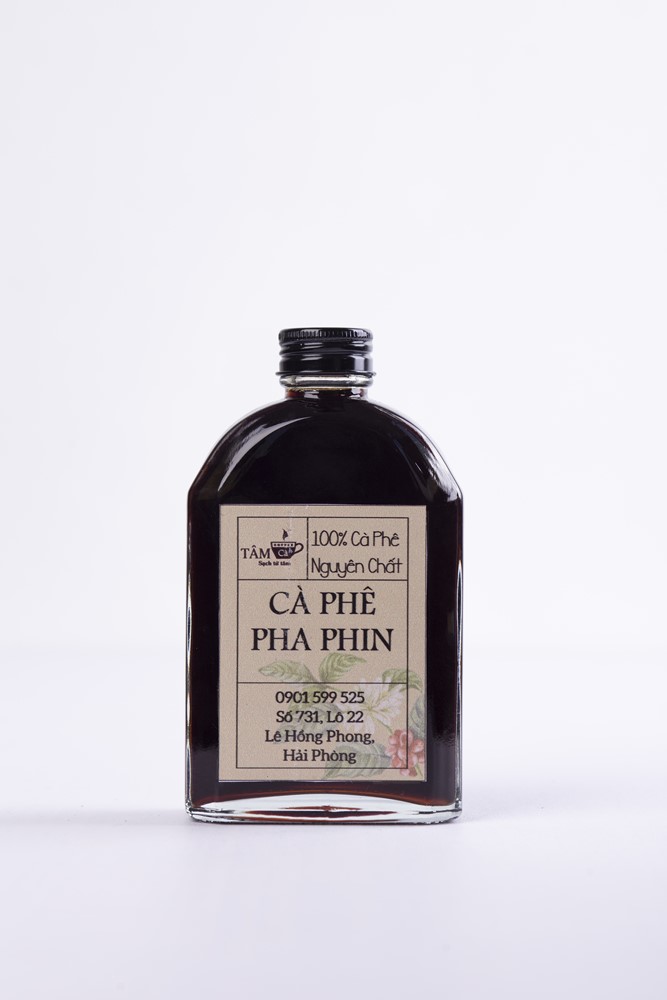 TÂM Cà
Sạch từ tâm
100% Cà Phê
Nguyên Chất
CÀ PHÊ
PHA PHIN
0901 599 525
Số 731, Lô 22
Lê Hồng Phong,
Hải Phòng